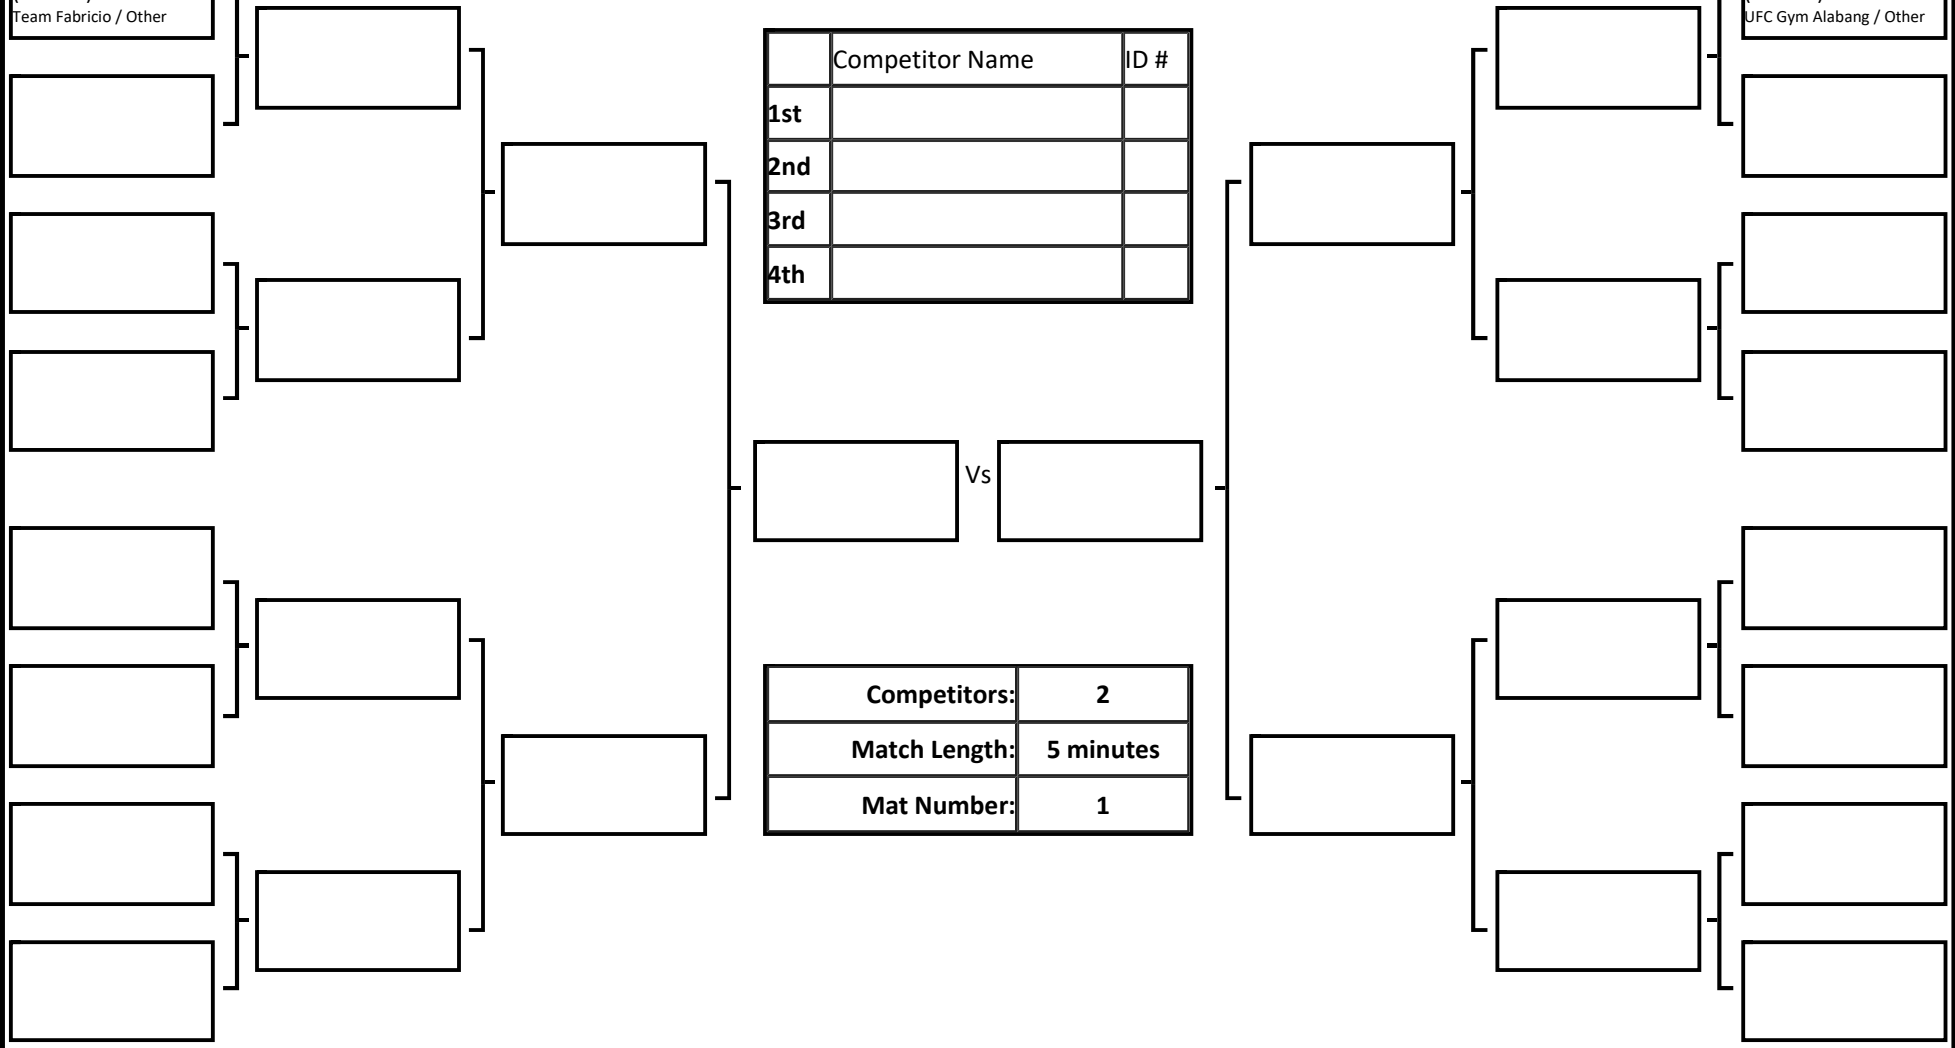 Team Fabricio / Other
UFC Gym Alabang / Other
Competitor Name ID #
1st
2nd
3rd
4th
Vs
Competitors: 2
Match Length: 5 minutes
Mat Number: 1